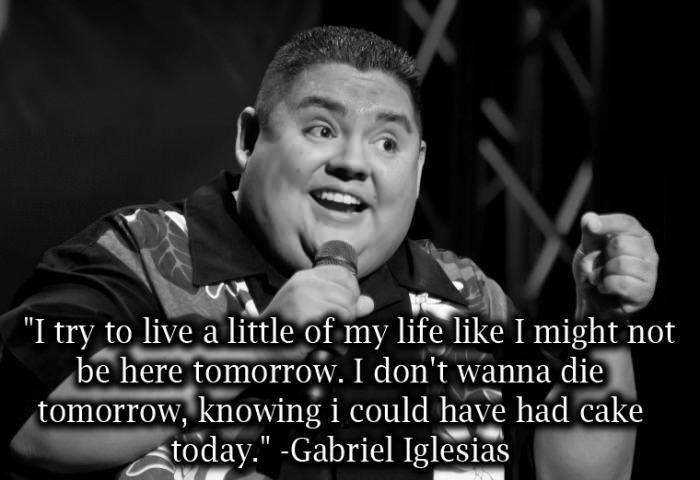 "I try to live a little of my life like I might not
be here tomorrow. I don't wanna die
tomorrow, knowing i could have had cake
today." -Gabriel Iglesias